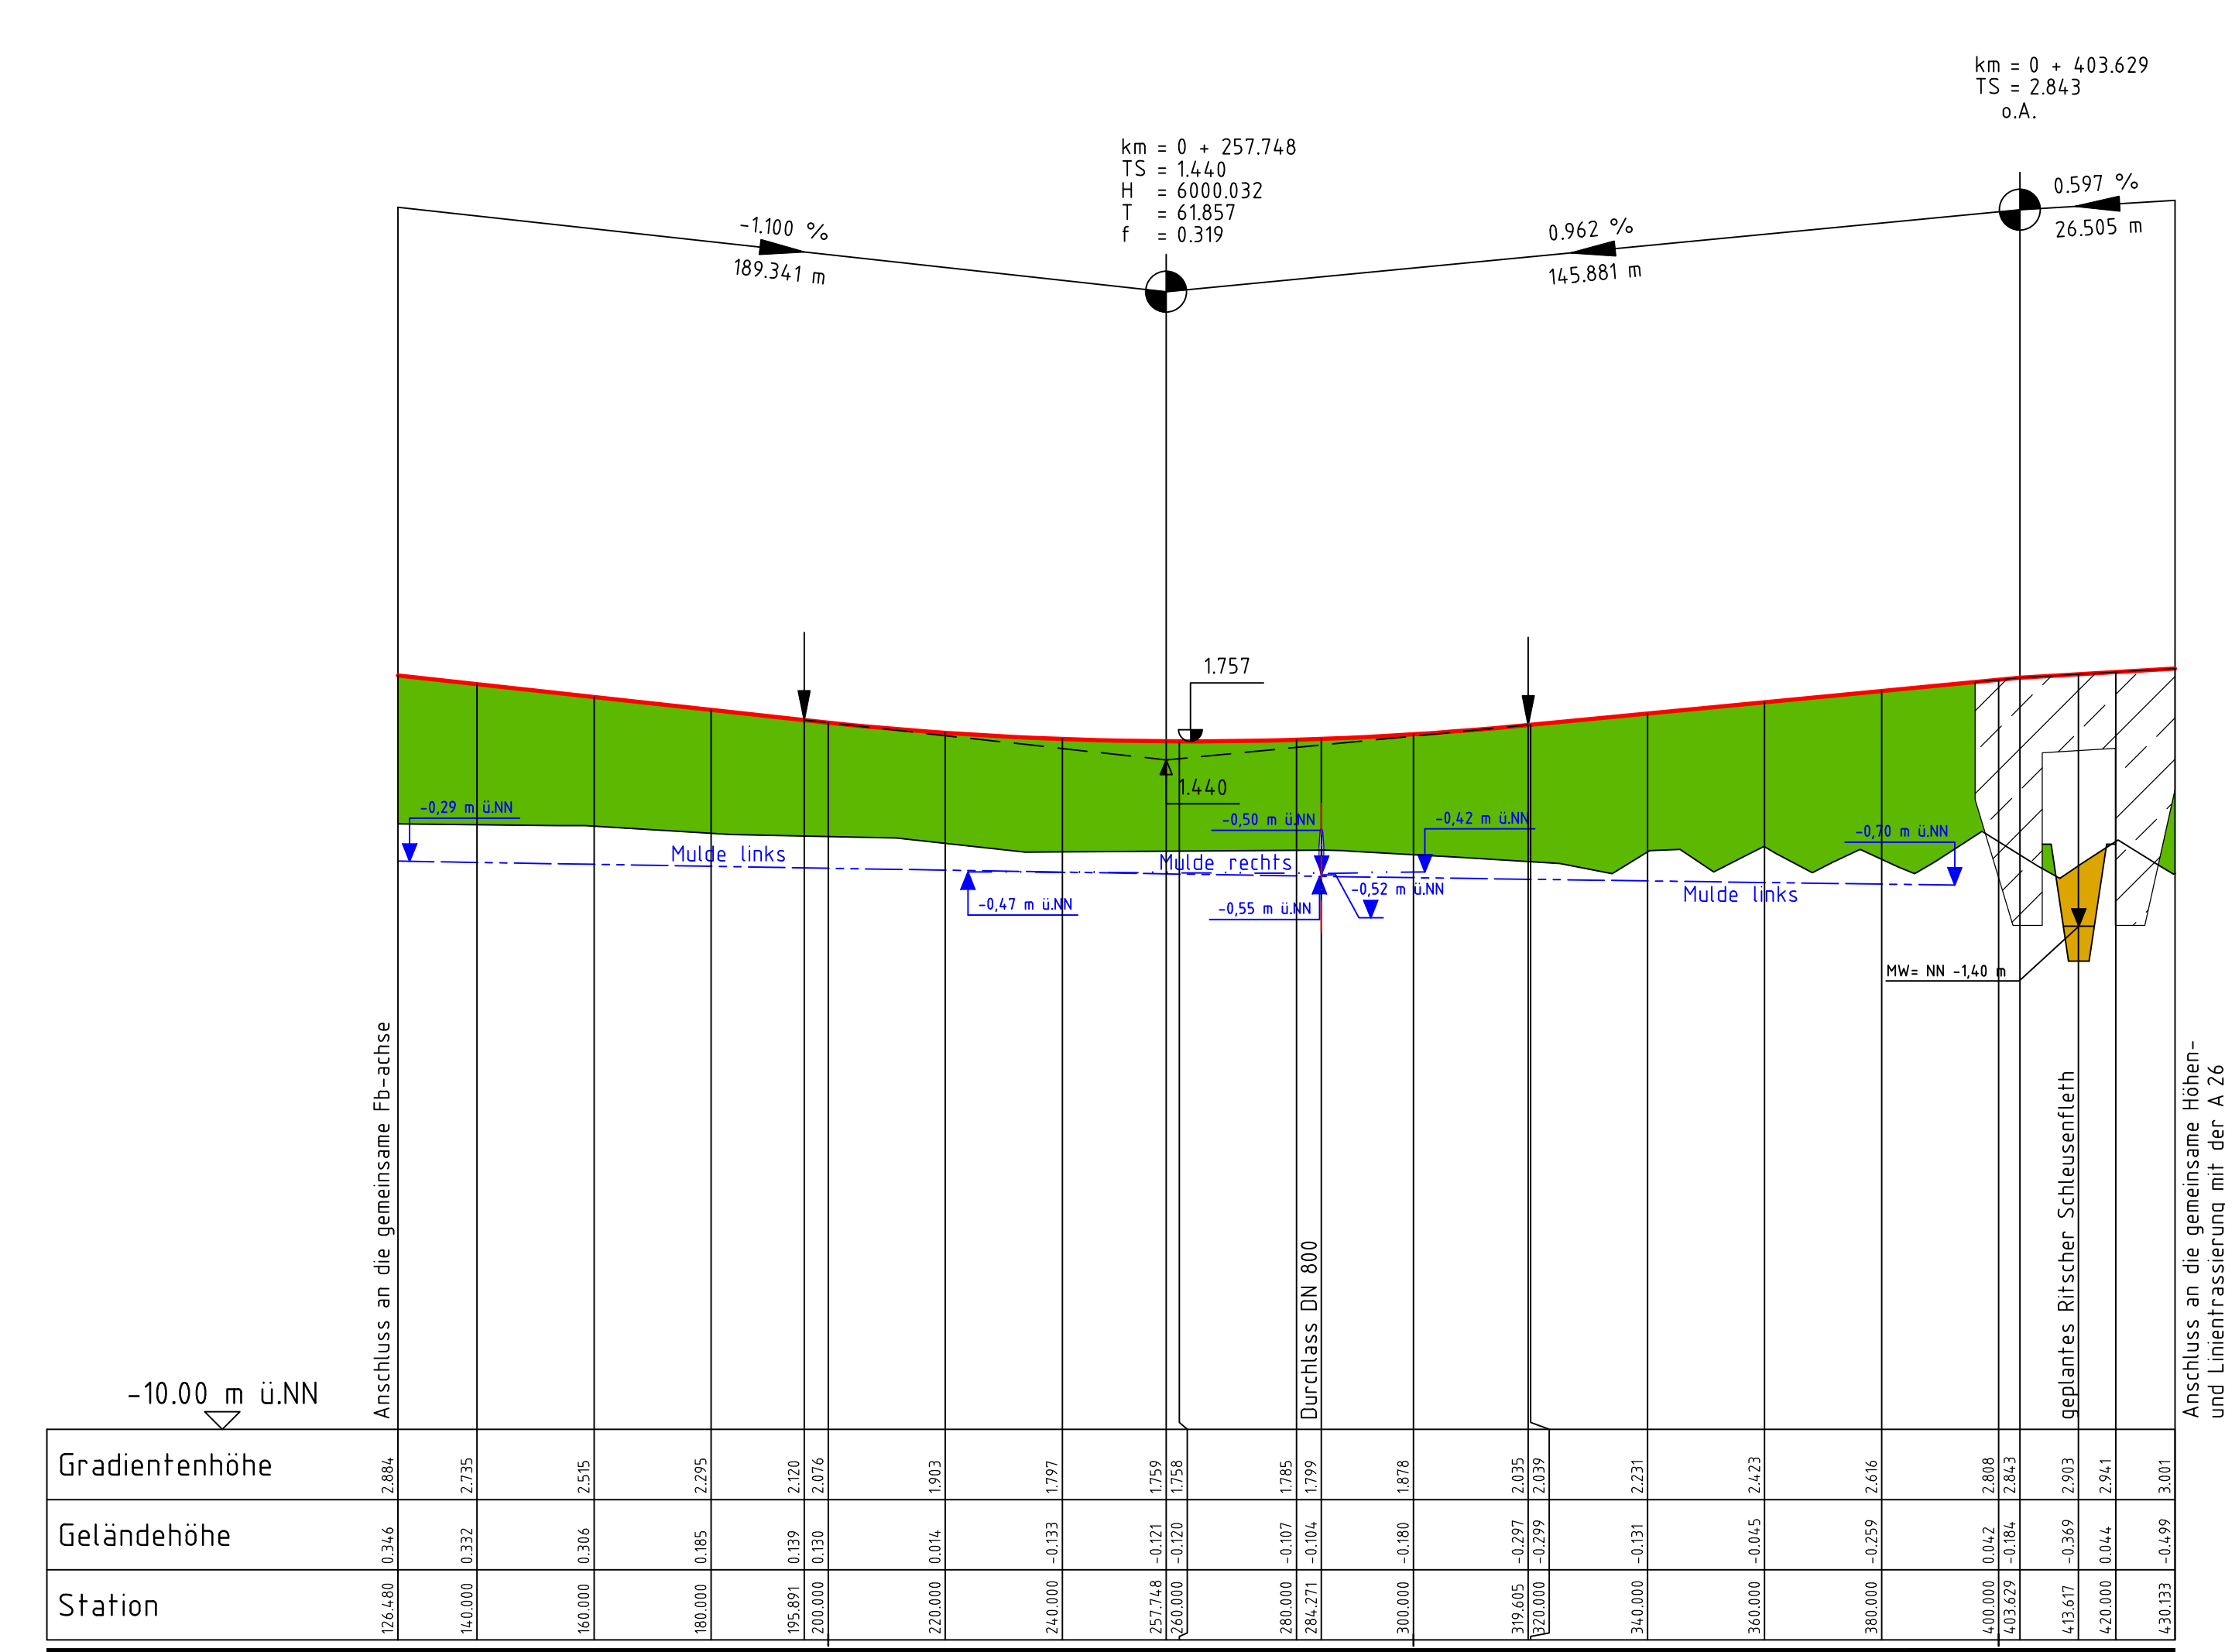 km = 0 + 403.629
TS = 2.843
o.A.
km = 0 + 257.748
TS = 1.440
H = 6000.032
T = 61.857
f = 0.319
-1.100 %
189.341 m
0.962 %
145.881 m
0.597 %
26.505 m
1.757
1.440
-0,29 m ü.NN
Mulde links
-0,47 m ü.NN
Mulde rechts
-0,50 m ü.NN
-0,42 m ü.NN
-0,52 m ü.NN
-0,55 m ü.NN
-0,70 m ü.NN
Mulde links
MW= NN -1,40 m
Anschluss an die gemeinsame Fb-achse
Durchlass DN 800
geplantes Ritscher Schleusenfleth
Anschluss an die gemeinsame Höhen-
und Linientrassierung mit der A 26
-10.00 m ü.NN
Gradientenhöhe 2.884 2.735 2.515 2.295 2.120 2.076 1.903 1.797 1.759 1.758 1.785 1.799 1.878 2.035 2.039 2.231 2.423 2.616 2.808 2.843 2.903 2.941 3.001
Geländehöhe 0.346 0.332 0.306 0.185 0.139 0.130 0.014 -0.133 -0.121 -0.120 -0.107 -0.104 -0.180 -0.297 -0.299 -0.131 -0.045 -0.259 0.042 -0.184 -0.369 0.044 -0.499
Station 126.480 140.000 160.000 180.000 195.891 200.000 220.000 240.000 257.748 260.000 280.000 284.271 300.000 319.605 320.000 340.000 360.000 380.000 400.000 403.629 413.617 420.000 430.133